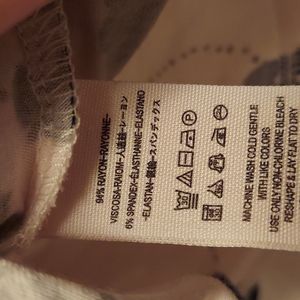 94% RAYON–RAYONNE–
VISCOSA–RAIOM–人造絲–レーヨン
6% SPANDEX–ÉLASTHANNE–ELASTANO
–ELASTAN–氨綸–スパンデックス
MACHINE WASH COLD GENTLE
WITH LIKE COLORS
USE ONLY NON-CHLORINE BLEACH
RESHAPE & LAY FLAT TO DRY